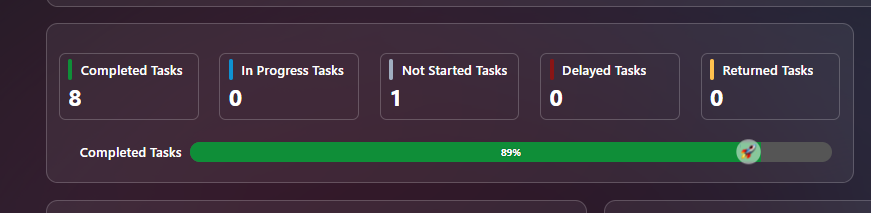 Completed Tasks
8
In Progress Tasks
0
Not Started Tasks
1
Delayed Tasks
0
Returned Tasks
0
Completed Tasks
89%